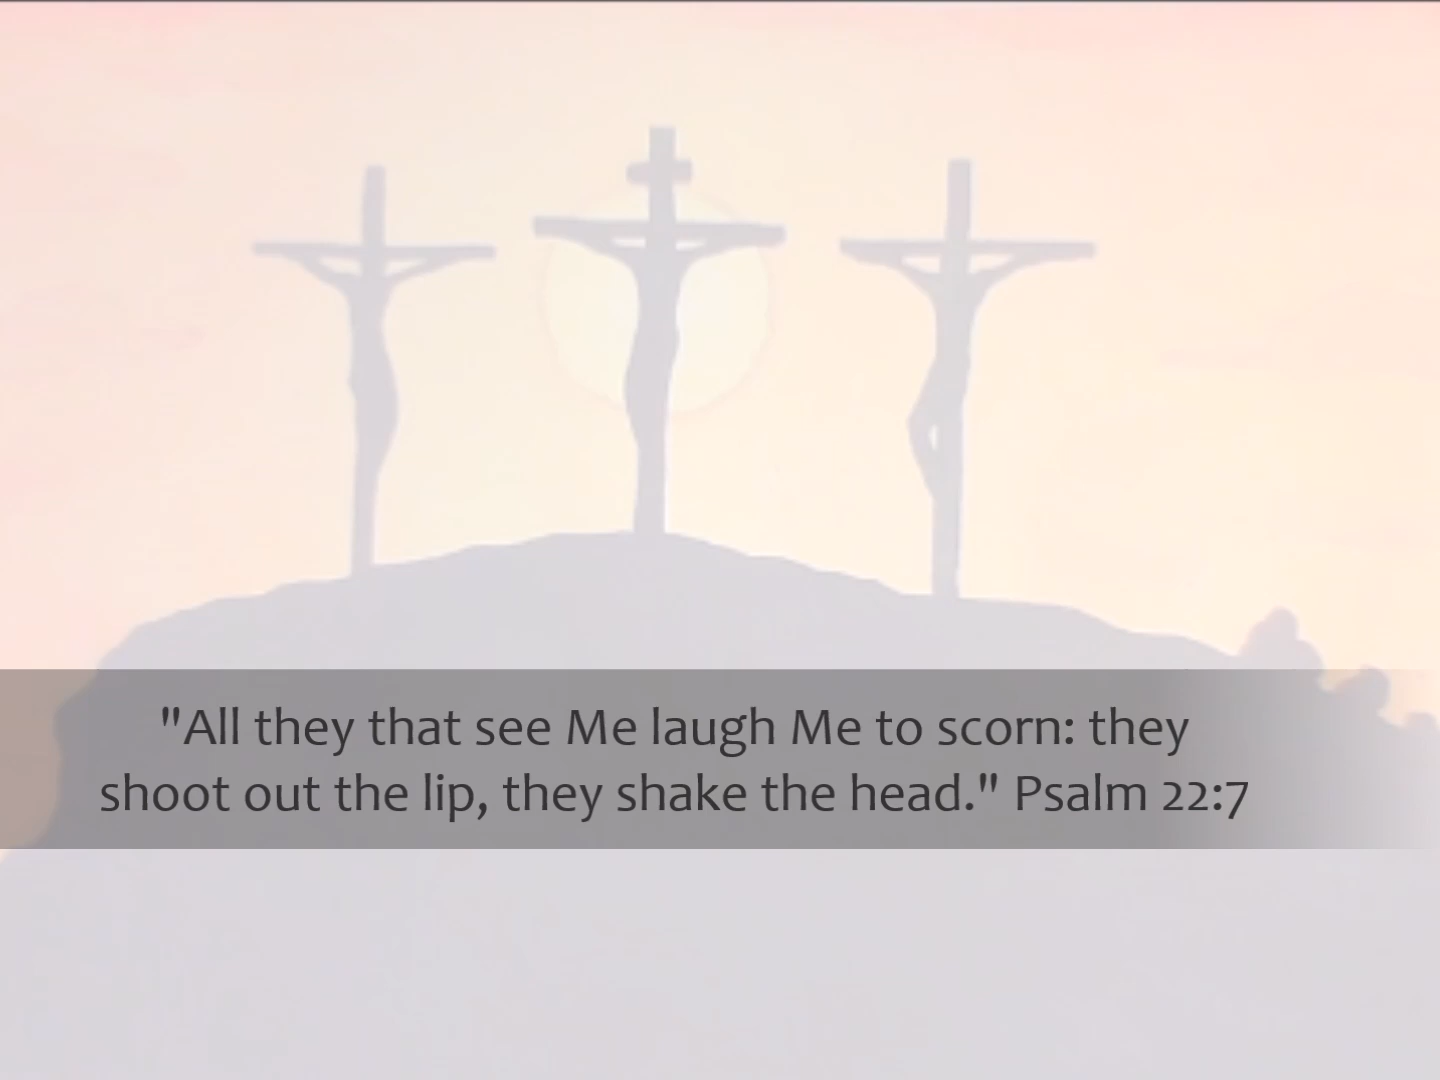 "All they that see Me laugh Me to scorn: they
shoot out the lip, they shake the head." Psalm 22:7